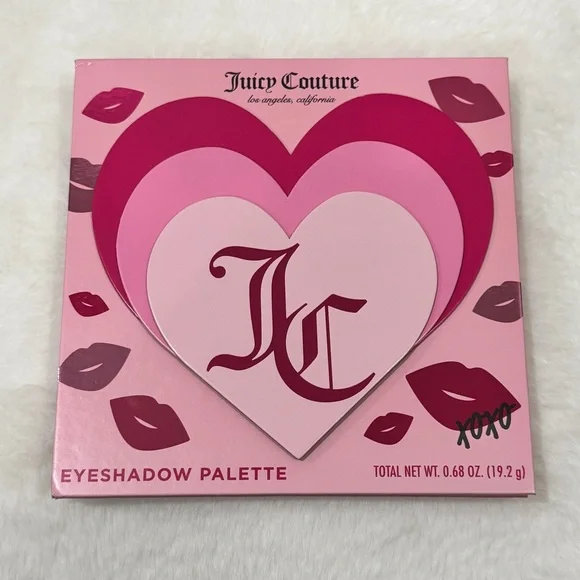 Juicy Couture
los angeles, california
JC
xoxo
EYESHADOW PALETTE
TOTAL NET WT. 0.68 OZ. (19.2 g)